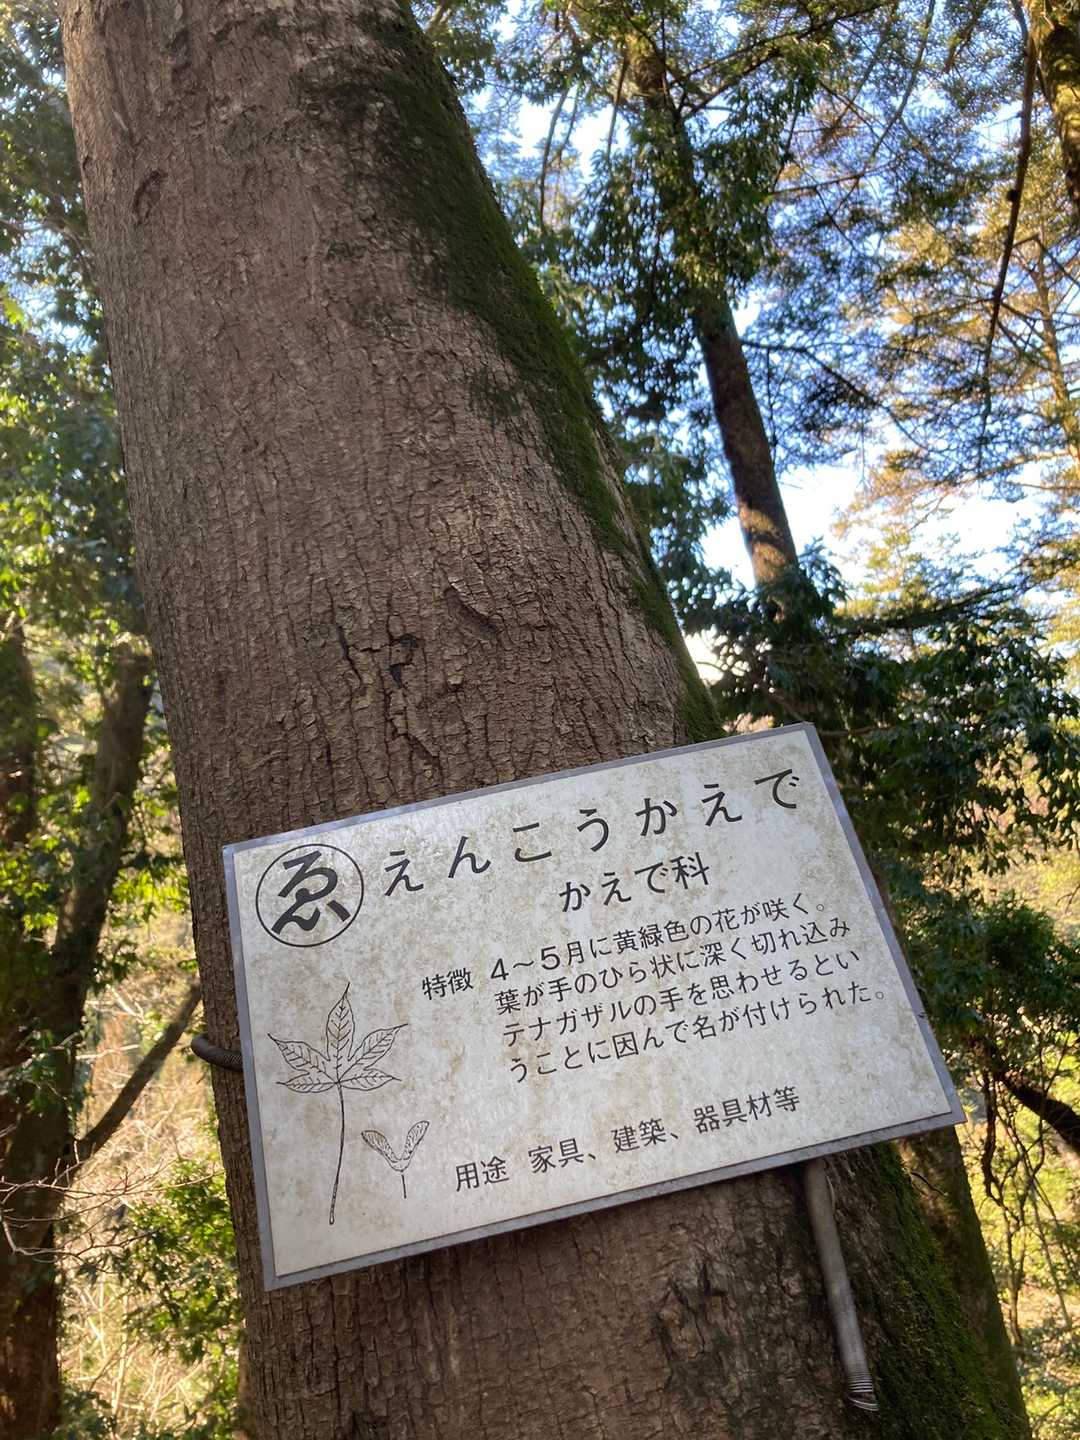 ゑ えんこうかえで
かえで科
特徴 4～5月に黄緑色の花が咲く。
葉が手のひら状に深く切れ込み
テナガザルの手を思わせるとい
うことに因んで名が付けられた。
用途 家具、建築、器具材等